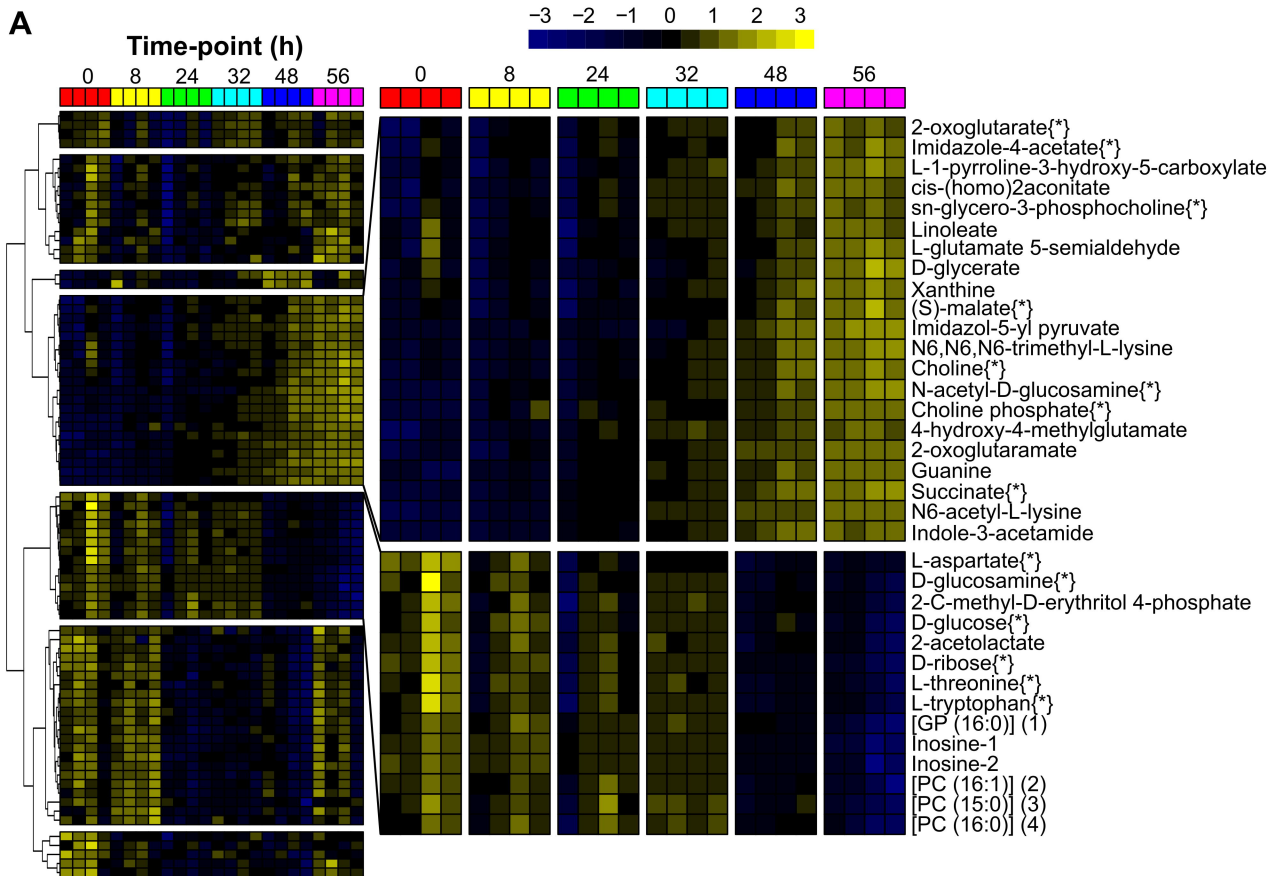 A
−3 −2 −1 0 1 2 3
Time-point (h)
0 8 24 32 48 56
0 8 24 32 48 56
2-oxoglutarate{*}
Imidazole-4-acetate{*}
L-1-pyrroline-3-hydroxy-5-carboxylate
cis-(homo)2aconitate
sn-glycero-3-phosphocholine{*}
Linoleate
L-glutamate 5-semialdehyde
D-glycerate
Xanthine
(S)-malate{*}
Imidazol-5-yl pyruvate
N6,N6,N6-trimethyl-L-lysine
Choline{*}
N-acetyl-D-glucosamine{*}
Choline phosphate{*}
4-hydroxy-4-methylglutamate
2-oxoglutaramate
Guanine
Succinate{*}
N6-acetyl-L-lysine
Indole-3-acetamide
L-aspartate{*}
D-glucosamine{*}
2-C-methyl-D-erythritol 4-phosphate
D-glucose{*}
2-acetolactate
D-ribose{*}
L-threonine{*}
L-tryptophan{*}
[GP (16:0)] (1)
Inosine-1
Inosine-2
[PC (16:1)] (2)
[PC (15:0)] (3)
[PC (16:0)] (4)